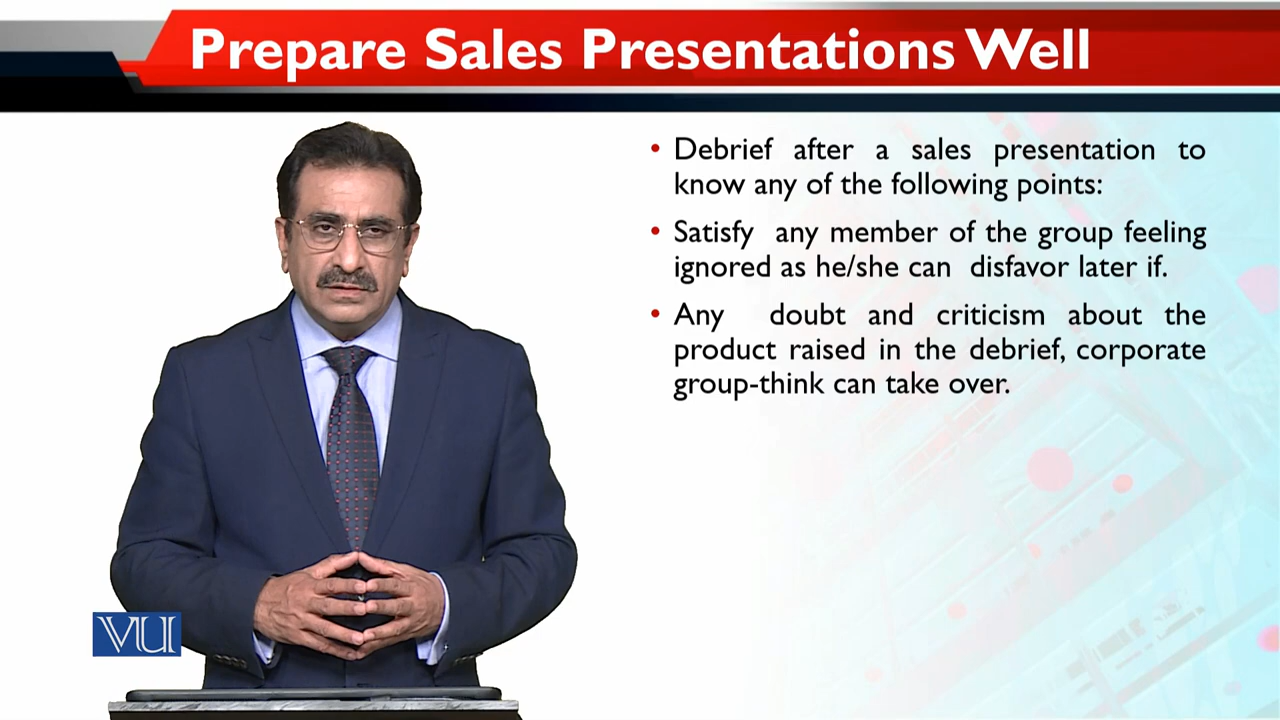 Prepare Sales Presentations Well
• Debrief after a sales presentation to
know any of the following points:
• Satisfy any member of the group feeling
ignored as he/she can disfavor later if.
• Any doubt and criticism about the
product raised in the debrief, corporate
group-think can take over.
VU